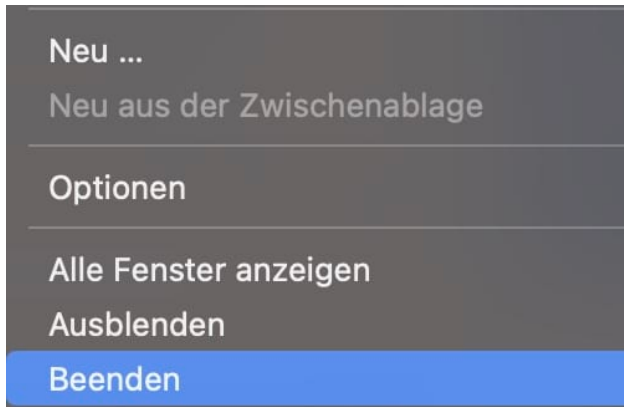 Neu ...
Neu aus der Zwischenablage
Optionen
Alle Fenster anzeigen
Ausblenden
Beenden